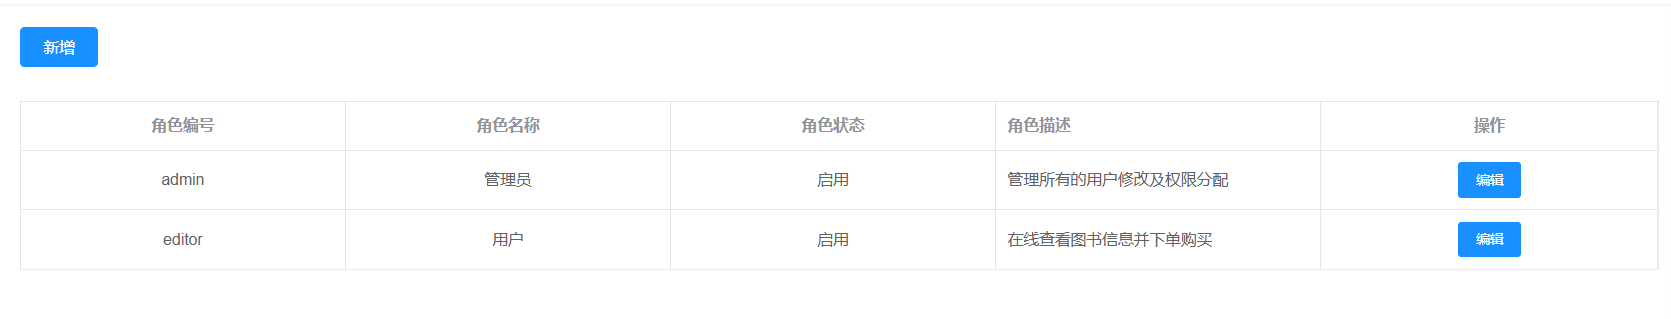 新增
角色编号 角色名称 角色状态 角色描述 操作
admin 管理员 启用 管理所有的用户修改及权限分配 编辑
editor 用户 启用 在线查看图书信息并下单购买 编辑